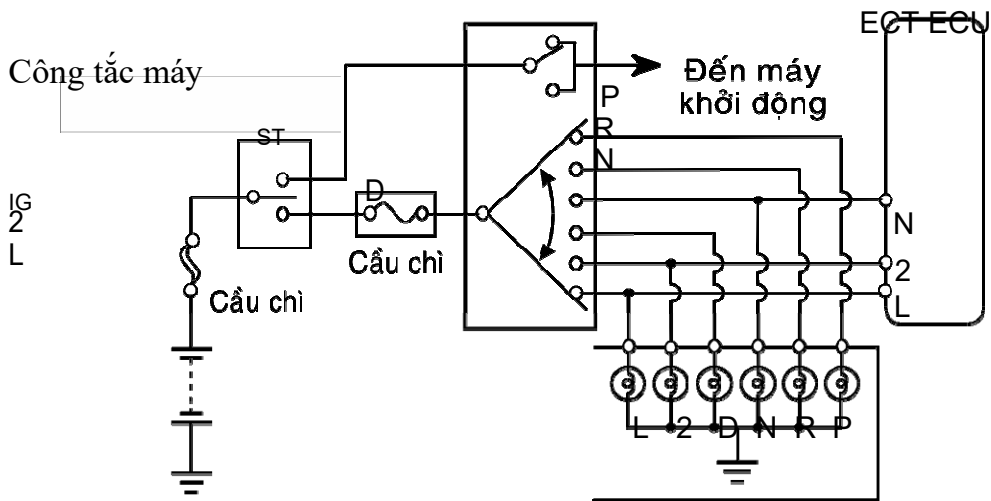 ECT ECU
Công tắc máy
Đến máy
khởi động
P
R
N
ST
D
IG
2
L
Cầu chì
Cầu chì
N
2
L
L 2 D N R P